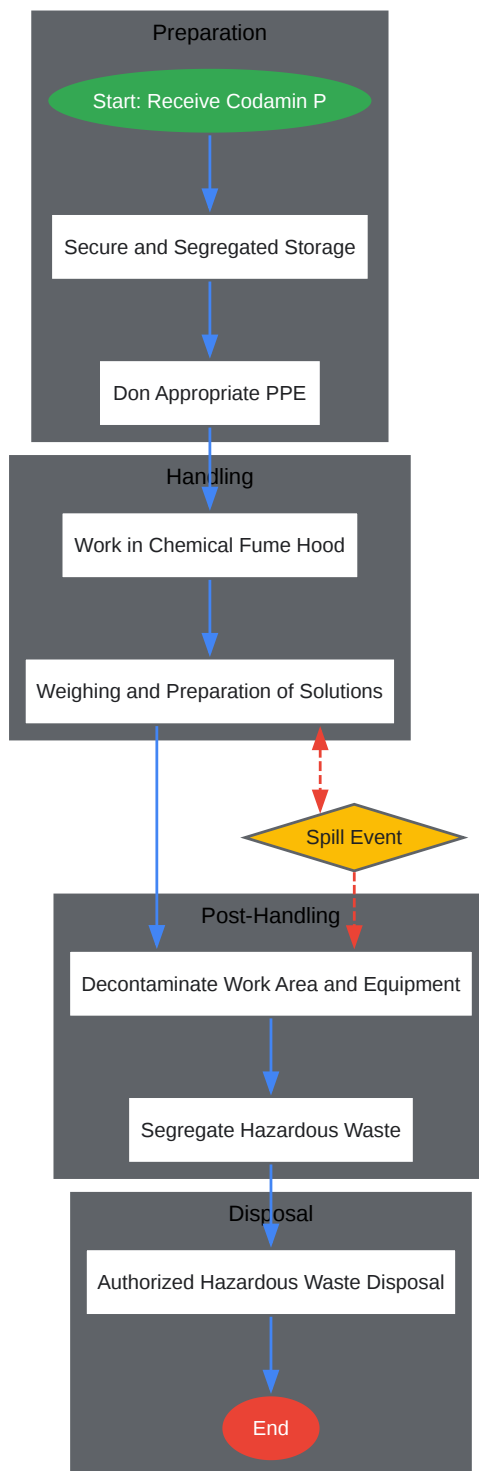 Preparation
Start: Receive Codamin P
Secure and Segregated Storage
Don Appropriate PPE
Handling
Work in Chemical Fume Hood
Weighing and Preparation of Solutions
Spill Event
Post-Handling
Decontaminate Work Area and Equipment
Segregate Hazardous Waste
Disposal
Authorized Hazardous Waste Disposal
End